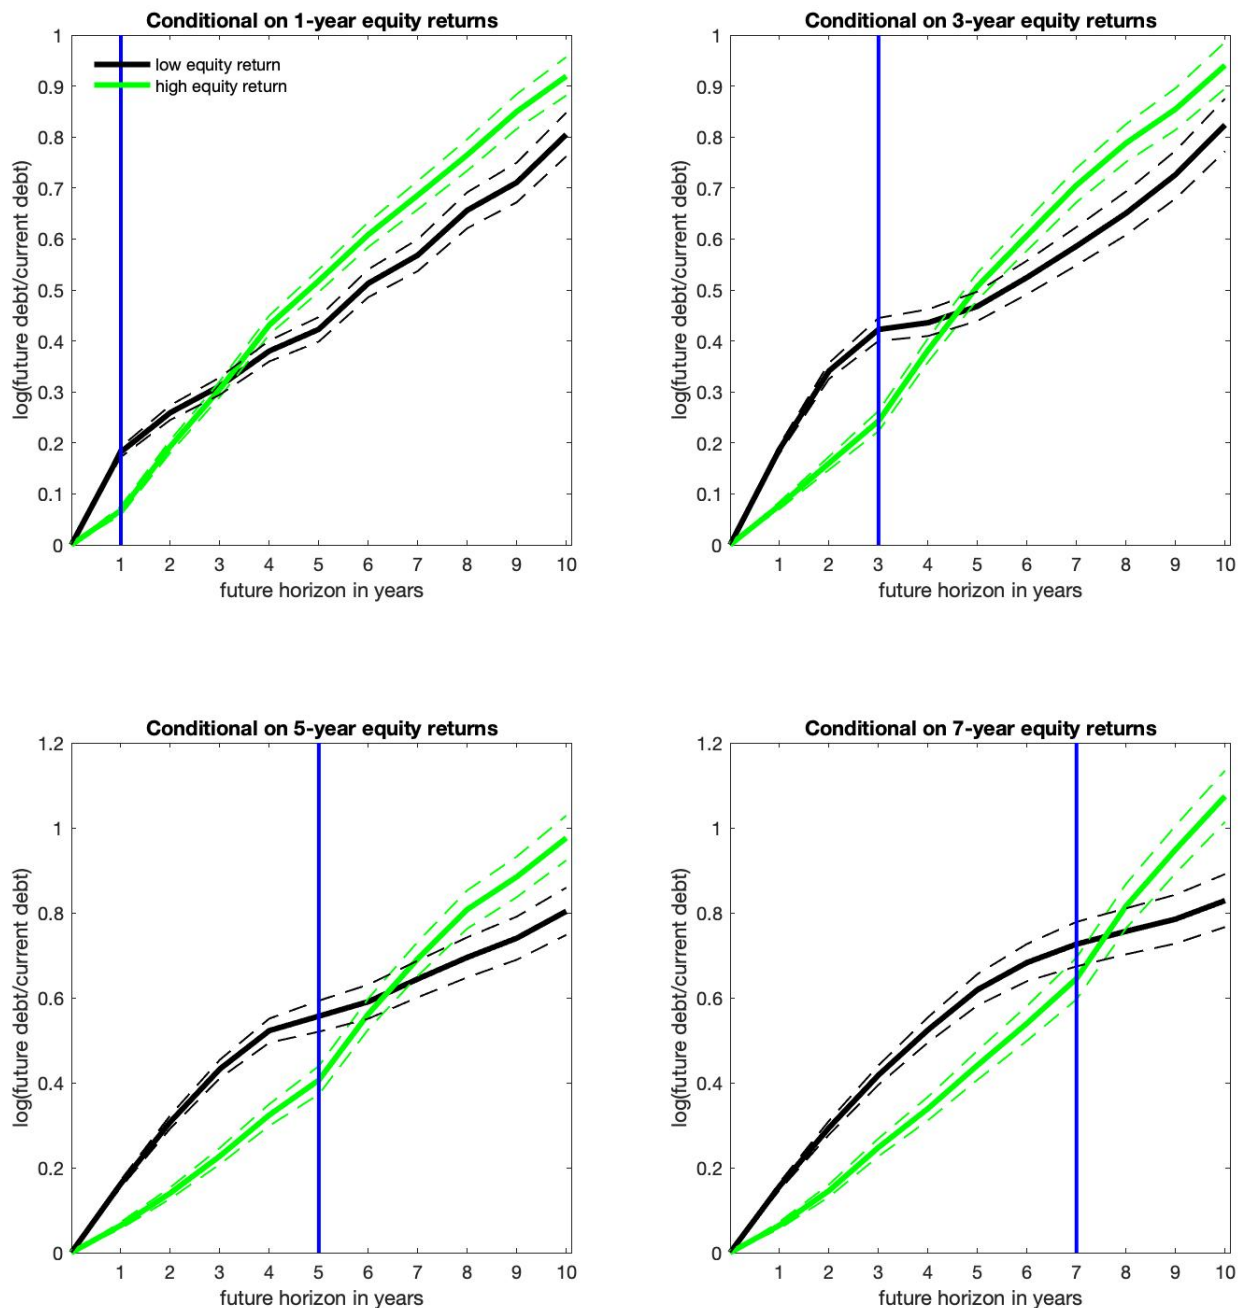 Conditional on 1-year equity returns
1
0.9
0.8
0.7
0.6
0.5
0.4
0.3
0.2
0.1
0
log(future debt/current debt)
low equity return
high equity return
1 2 3 4 5 6 7 8 9 10
future horizon in years
Conditional on 3-year equity returns
1
0.9
0.8
0.7
0.6
0.5
0.4
0.3
0.2
0.1
0
log(future debt/current debt)
1 2 3 4 5 6 7 8 9 10
future horizon in years
Conditional on 5-year equity returns
1.2
1
0.8
0.6
0.4
0.2
0
log(future debt/current debt)
1 2 3 4 5 6 7 8 9 10
future horizon in years
Conditional on 7-year equity returns
1.2
1
0.8
0.6
0.4
0.2
0
log(future debt/current debt)
1 2 3 4 5 6 7 8 9 10
future horizon in years